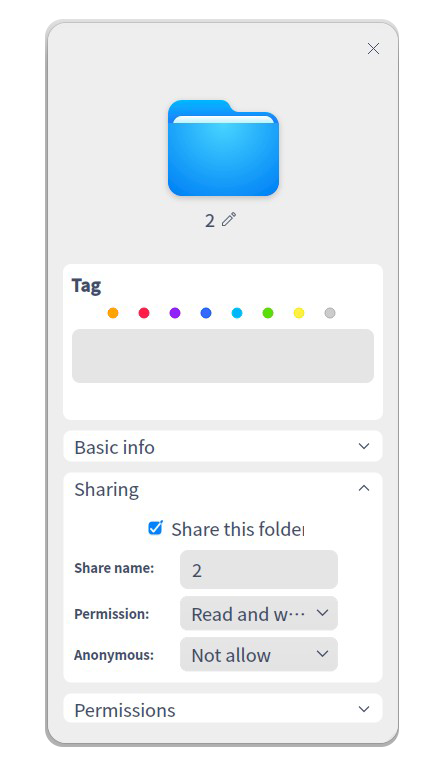 2
Tag
Basic info
Sharing
Share this folder
Share name: 2
Permission: Read and w···
Anonymous: Not allow
Permissions